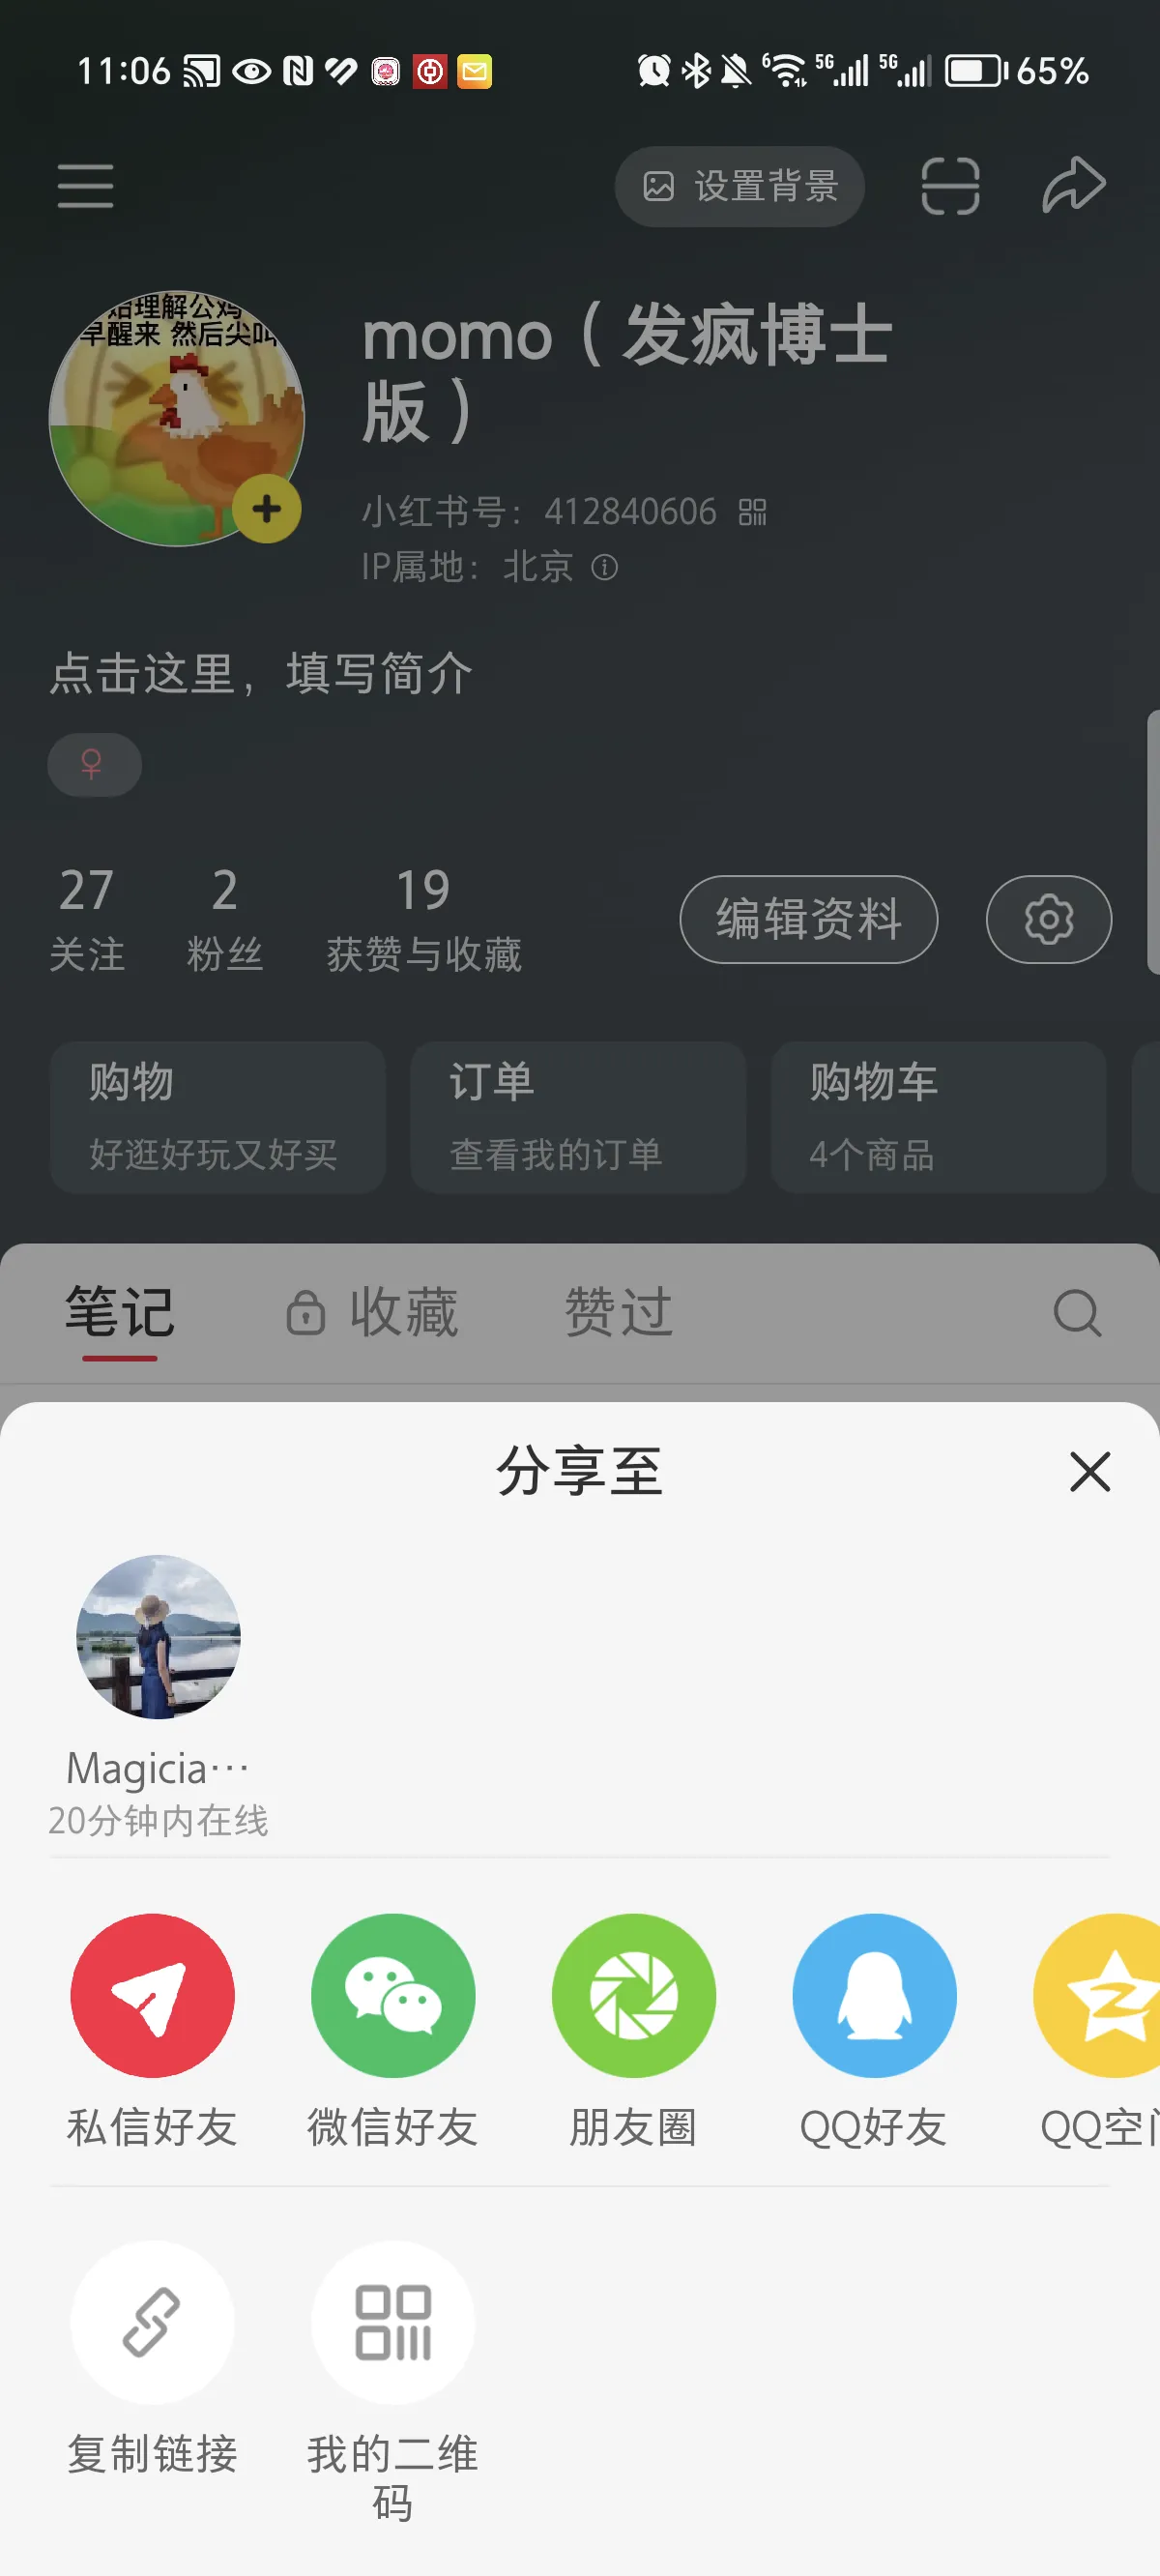 11:06
6 5G 5G 65%
设置背景
理解公鸡
早醒来 然后尖叫
momo（发疯博士
版）
小红书号：412840606
IP属地：北京
点击这里，填写简介
27 2 19
关注 粉丝 获赞与收藏
编辑资料
购物 订单 购物车
好逛好玩又好买 查看我的订单 4个商品
笔记 收藏 赞过
分享至
Magicia…
20分钟内在线
私信好友 微信好友 朋友圈 QQ好友 QQ空
复制链接 我的二维
码